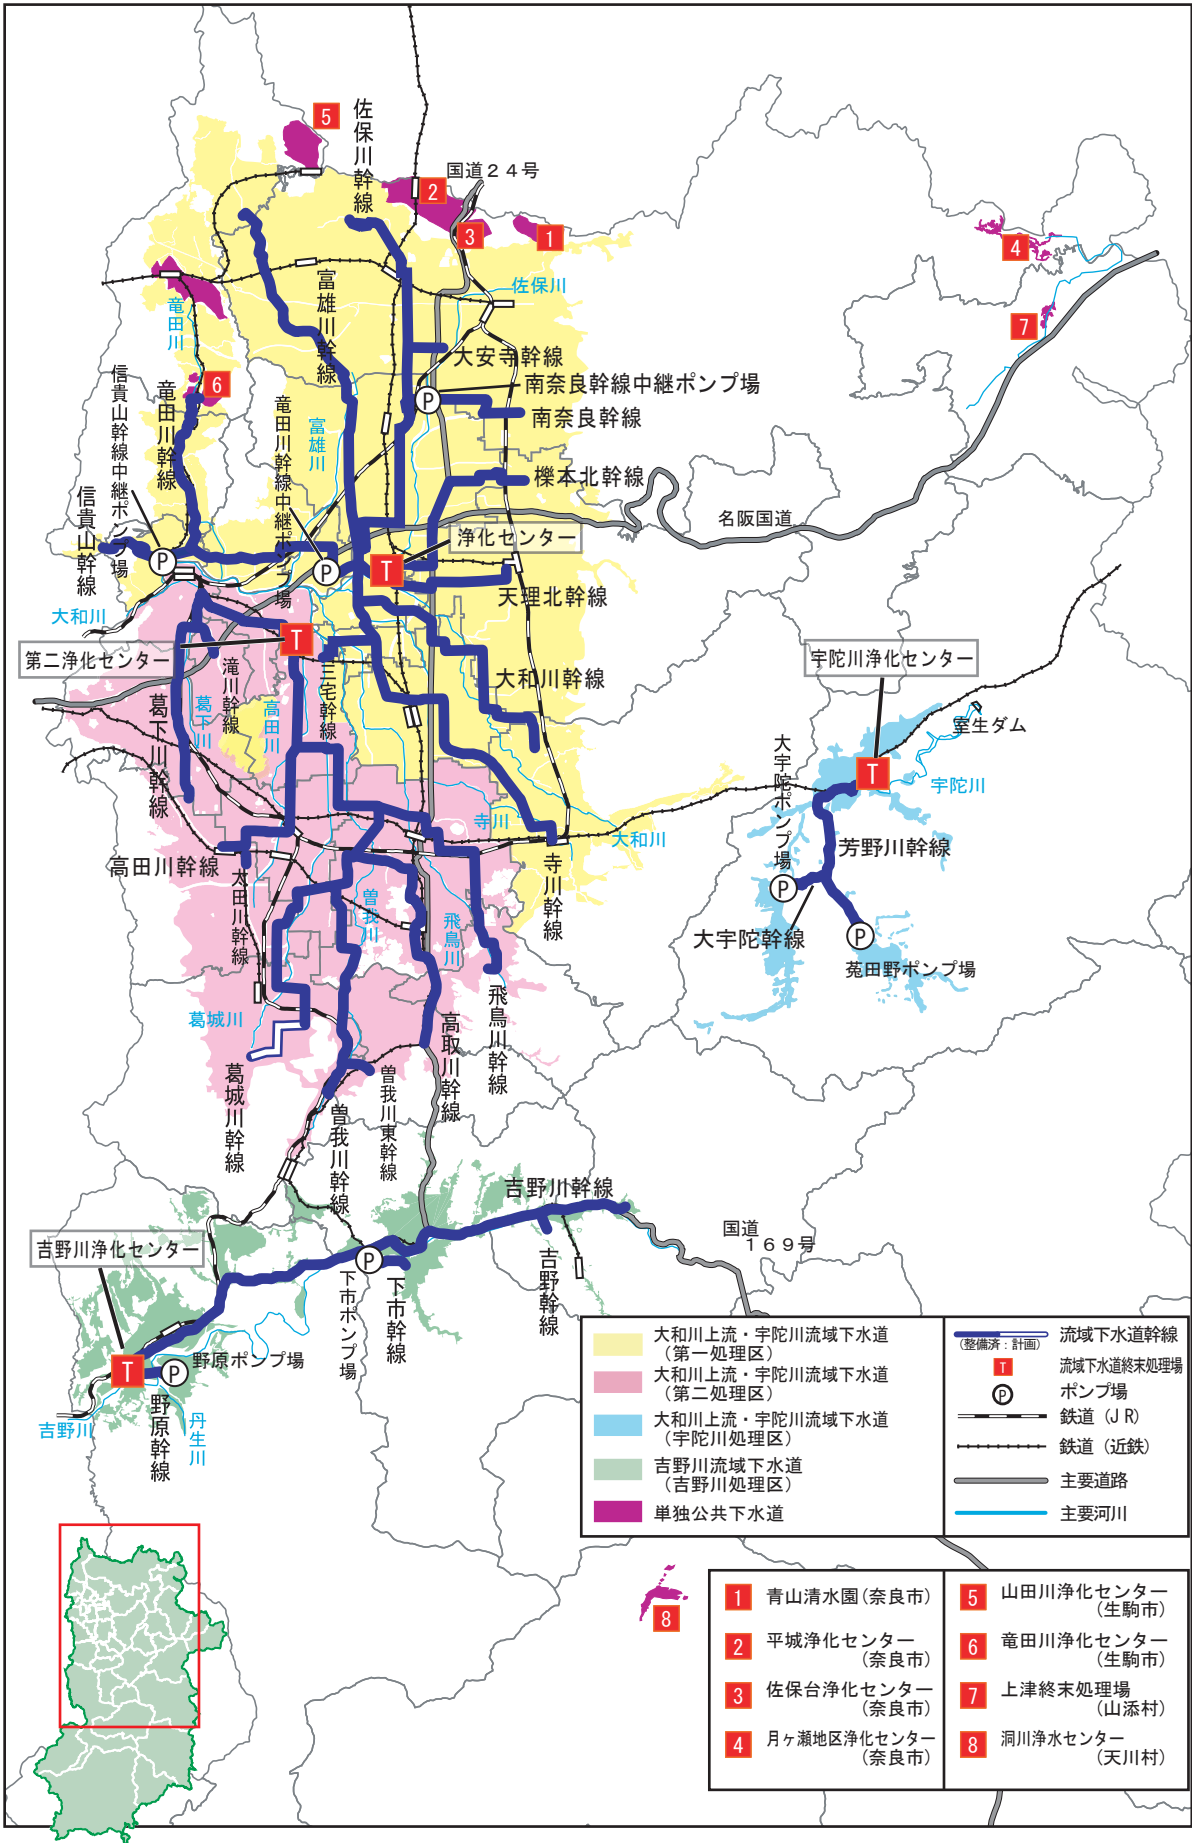 5
佐保川幹線
国道24号
2
3
1
4
7
佐保川
富雄川幹線
竜田川
大安寺幹線
南奈良幹線中継ポンプ場
P
南奈良幹線
6
信貴山幹線中継ポンプ場
竜田川幹線
竜田川幹線中継ポンプ場
富雄川
櫟本北幹線
信貴山幹線
名阪国道
浄化センター
P
P
T
天理北幹線
大和川
T
第二浄化センター
宇陀川浄化センター
滝川幹線
三宅幹線
大和川幹線
葛下川幹線
葛下川
高田川
室生ダム
大宇陀ポンプ場
T
宇陀川
寺川
大和川
芳野川幹線
高田川幹線
太田川幹線
寺川幹線
P
曽我川
飛鳥川
大宇陀幹線
P
菟田野ポンプ場
葛城川
飛鳥川幹線
高取川幹線
葛城川幹線
曽我川東幹線
曽我川幹線
吉野川幹線
国道
169号
吉野川浄化センター
吉野幹線
P
下市ポンプ場
下市幹線
T
P
野原ポンプ場
野原幹線
丹生川
吉野川
大和川上流・宇陀川流域下水道
(第一処理区)
大和川上流・宇陀川流域下水道
(第二処理区)
大和川上流・宇陀川流域下水道
(宇陀川処理区)
吉野川流域下水道
(吉野川処理区)
単独公共下水道
流域下水道幹線
(整備済:計画)
T 流域下水道終末処理場
P ポンプ場
鉄道(JR)
鉄道(近鉄)
主要道路
主要河川
8
1 青山清水園(奈良市)
2 平城浄化センター
(奈良市)
3 佐保台浄化センター
(奈良市)
4 月ヶ瀬地区浄化センター
(奈良市)
5 山田川浄化センター
(生駒市)
6 竜田川浄化センター
(生駒市)
7 上津終末処理場
(山添村)
8 洞川浄水センター
(天川村)